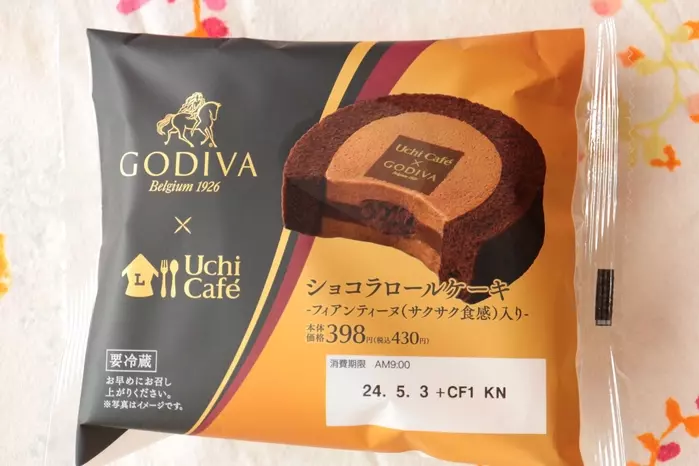 GODIVA
Belgium 1926
×
L
Uchi
Café
Uchi Café
×
GODIVA
ショコラロールケーキ
-フィアンティーヌ(サクサク食感)入り-
本体
価格398円(税込430円)
消費期限 AM9:00
24. 5. 3 +CF1 KN
要冷蔵
お早めにお召し
上がりください。
※写真はイメージです。